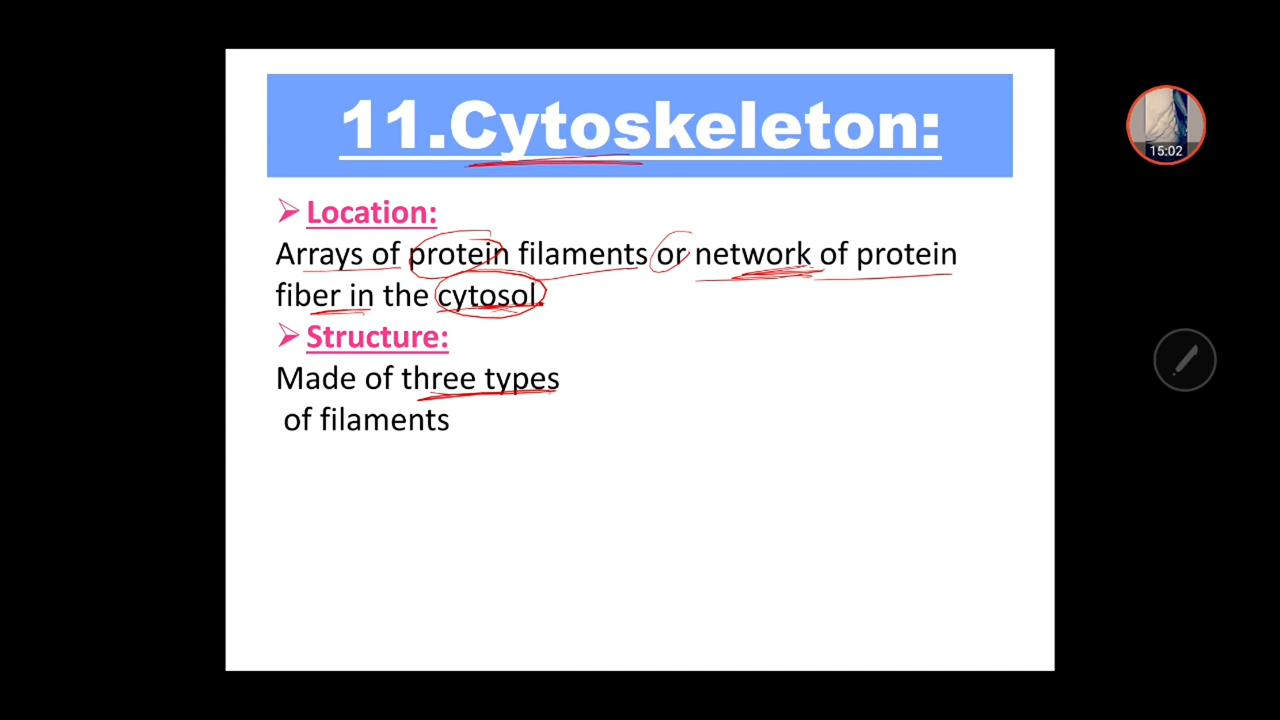 11.Cytoskeleton:
Location:
Arrays of protein filaments or network of protein
fiber in the cytosol.
Structure:
Made of three types
of filaments
15:02